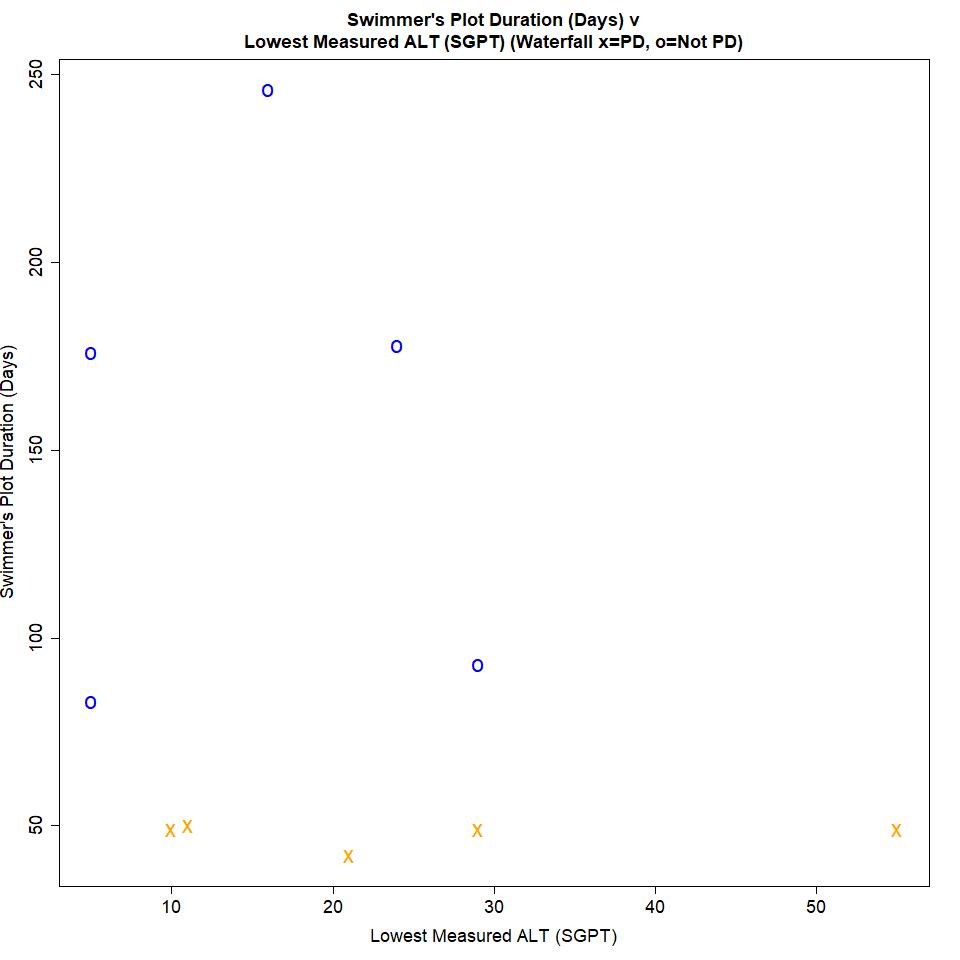 Swimmer's Plot Duration (Days) v
Lowest Measured ALT (SGPT) (Waterfall x=PD, o=Not PD)
Swimmer's Plot Duration (Days)
250
200
150
100
50
O
O
O
O
O
X
X
X
X
X
10
20
30
40
50
Lowest Measured ALT (SGPT)